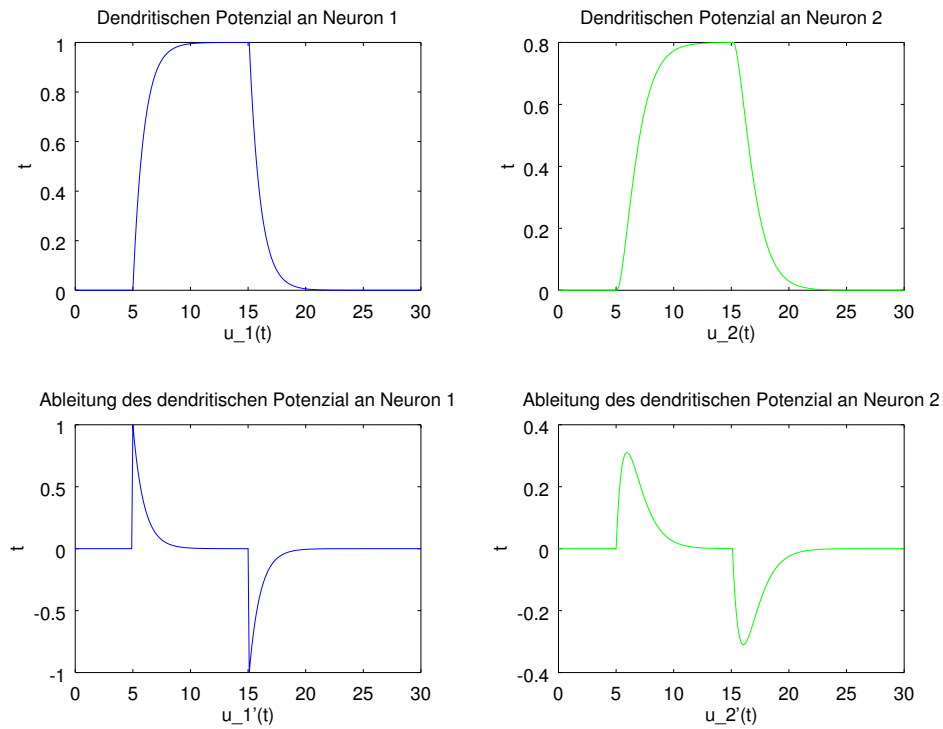 Dendritischen Potenzial an Neuron 1
1
0.8
0.6
0.4
0.2
0
t
0 5 10 15 20 25 30
u_1(t)
Dendritischen Potenzial an Neuron 2
0.8
0.6
0.4
0.2
0
t
0 5 10 15 20 25 30
u_2(t)
Ableitung des dendritischen Potenzial an Neuron 1
1
0.5
0
-0.5
-1
t
0 5 10 15 20 25 30
u_1'(t)
Ableitung des dendritischen Potenzial an Neuron 2
0.4
0.2
0
-0.2
-0.4
t
0 5 10 15 20 25 30
u_2'(t)